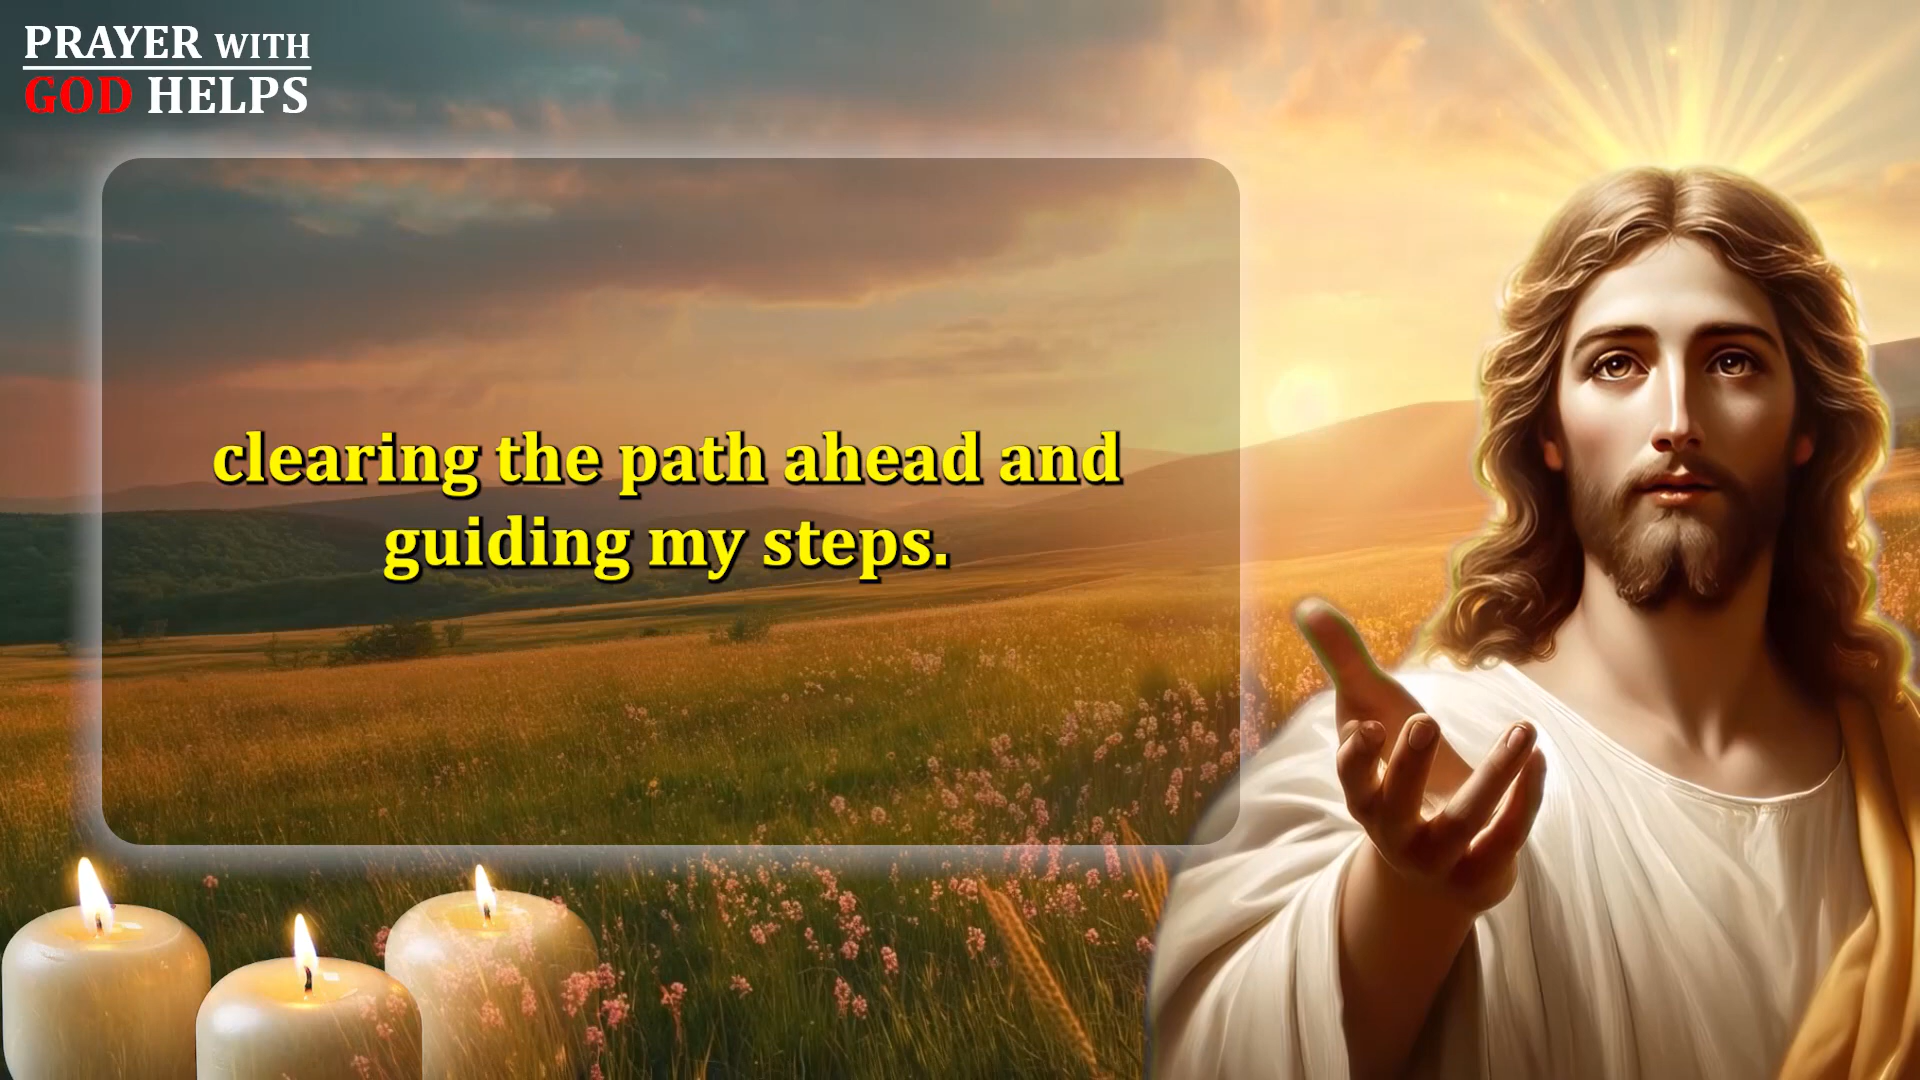 PRAYER WITH
GOD HELPS
clearing the path ahead and
guiding my steps.